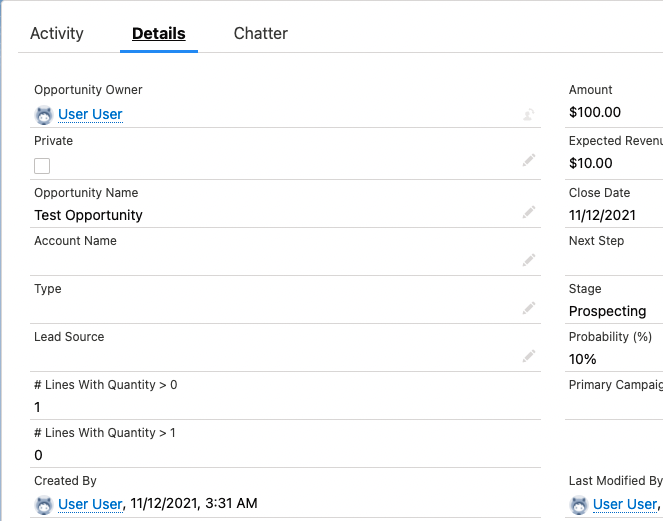 Activity
Details
Chatter
Opportunity Owner
User User
Private
Opportunity Name
Test Opportunity
Account Name
Type
Lead Source
# Lines With Quantity > 0
1
# Lines With Quantity > 1
0
Created By
User User, 11/12/2021, 3:31 AM
Amount
$100.00
Expected Revenu
$10.00
Close Date
11/12/2021
Next Step
Stage
Prospecting
Probability (%)
10%
Primary Campaig
Last Modified By
User User,